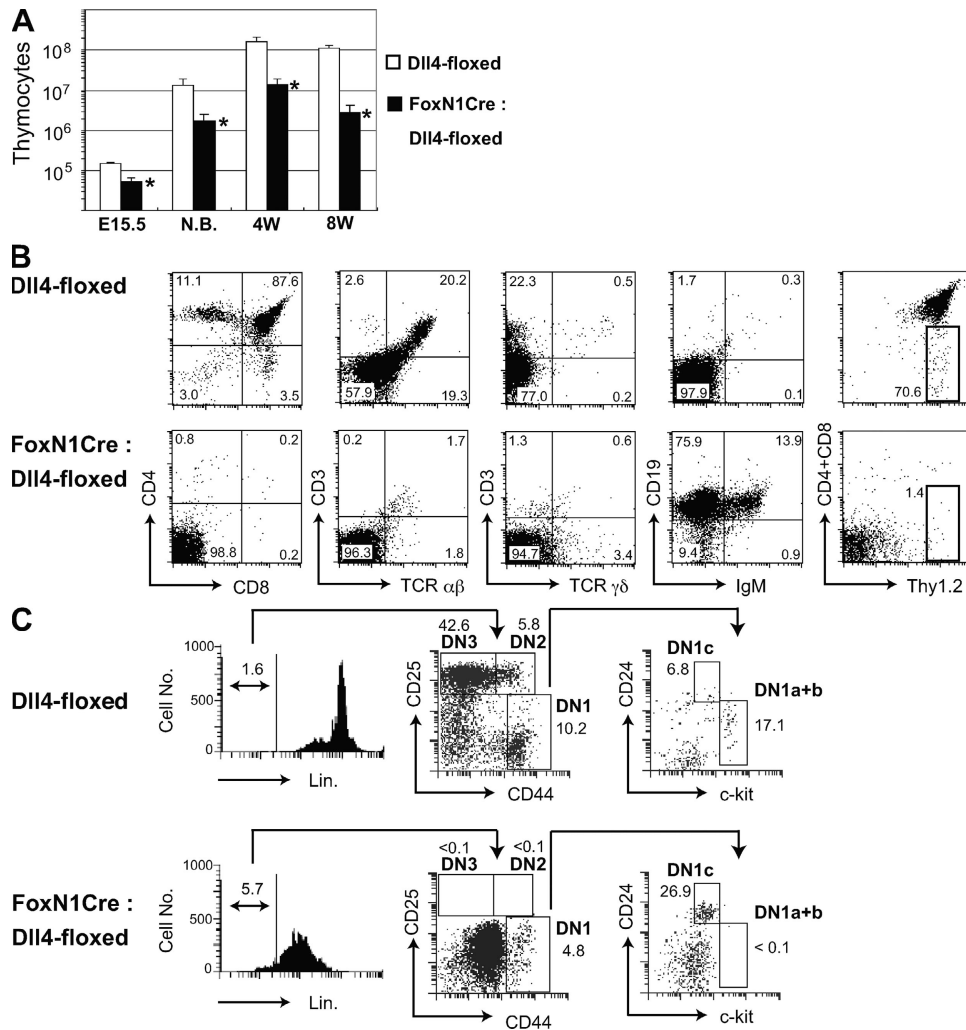 A
Thymocytes
10^8
10^7
10^6
10^5
E15.5 N.B. 4W 8W
* * * *
Dll4-floxed
FoxN1Cre :
Dll4-floxed
B
Dll4-floxed
11.1 87.6
3.0 3.5
2.6 20.2
57.9 19.3
22.3 0.5
77.0 0.2
1.7 0.3
97.9 0.1
70.6
FoxN1Cre :
Dll4-floxed
CD4
0.8 0.2
98.8 0.2
CD8
CD3
0.2 1.7
96.3 1.8
TCR αβ
CD3
1.3 0.6
94.7 3.4
TCR γδ
CD19
75.9 13.9
9.4 0.9
IgM
CD4+CD8
1.4
Thy1.2
C
Dll4-floxed
Cell No.
1000
500
0
1.6
Lin.
42.6 5.8
DN3 DN2
CD25
DN1
10.2
CD44
DN1c
6.8
CD24
DN1a+b
17.1
c-kit
FoxN1Cre :
Dll4-floxed
Cell No.
1000
500
0
5.7
Lin.
<0.1 <0.1
DN3 DN2
CD25
DN1
4.8
CD44
DN1c
26.9
CD24
DN1a+b
< 0.1
c-kit